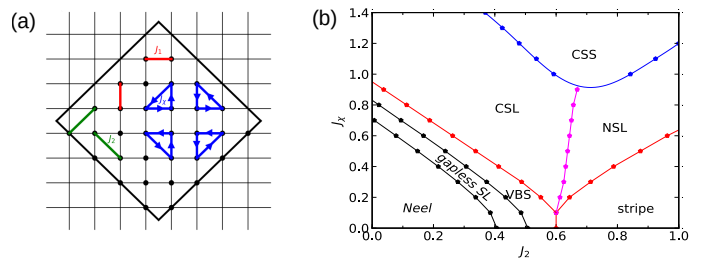 (a)
J1
Jχ
J2
(b)
1.4
1.2
1.0
0.8
0.6
0.4
0.2
0.0
Jχ
CSS
CSL
NSL
gapless SL
VBS
Neel
stripe
0.0 0.2 0.4 0.6 0.8 1.0
J2